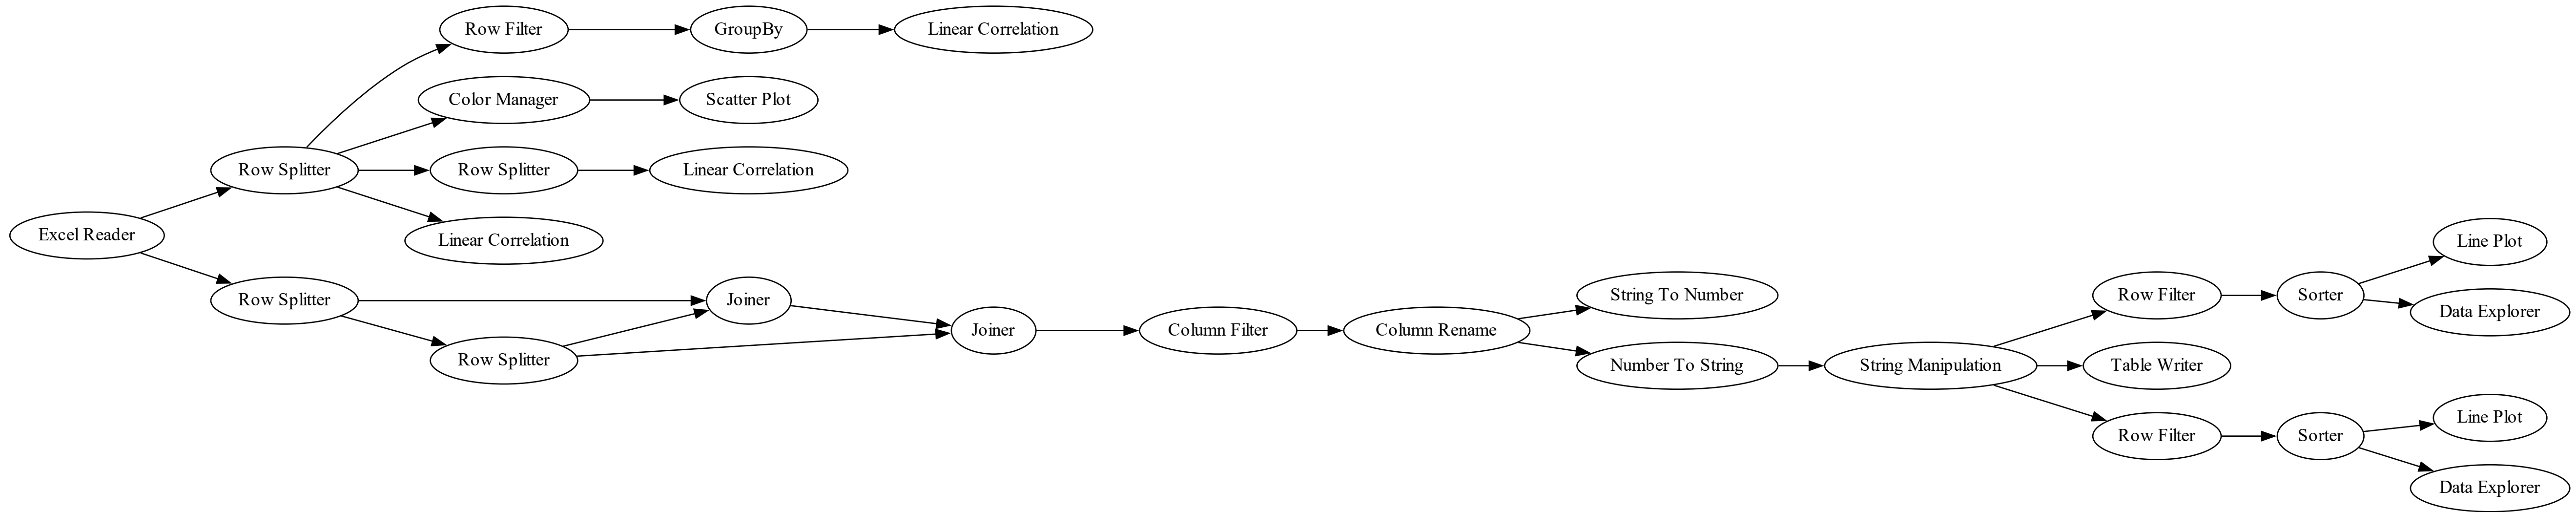 Row Filter
GroupBy
Linear Correlation
Color Manager
Scatter Plot
Row Splitter
Row Splitter
Linear Correlation
Excel Reader
Linear Correlation
Row Splitter
Joiner
Row Splitter
Joiner
Column Filter
Column Rename
String To Number
Number To String
String Manipulation
Row Filter
Sorter
Line Plot
Data Explorer
Table Writer
Row Filter
Sorter
Line Plot
Data Explorer